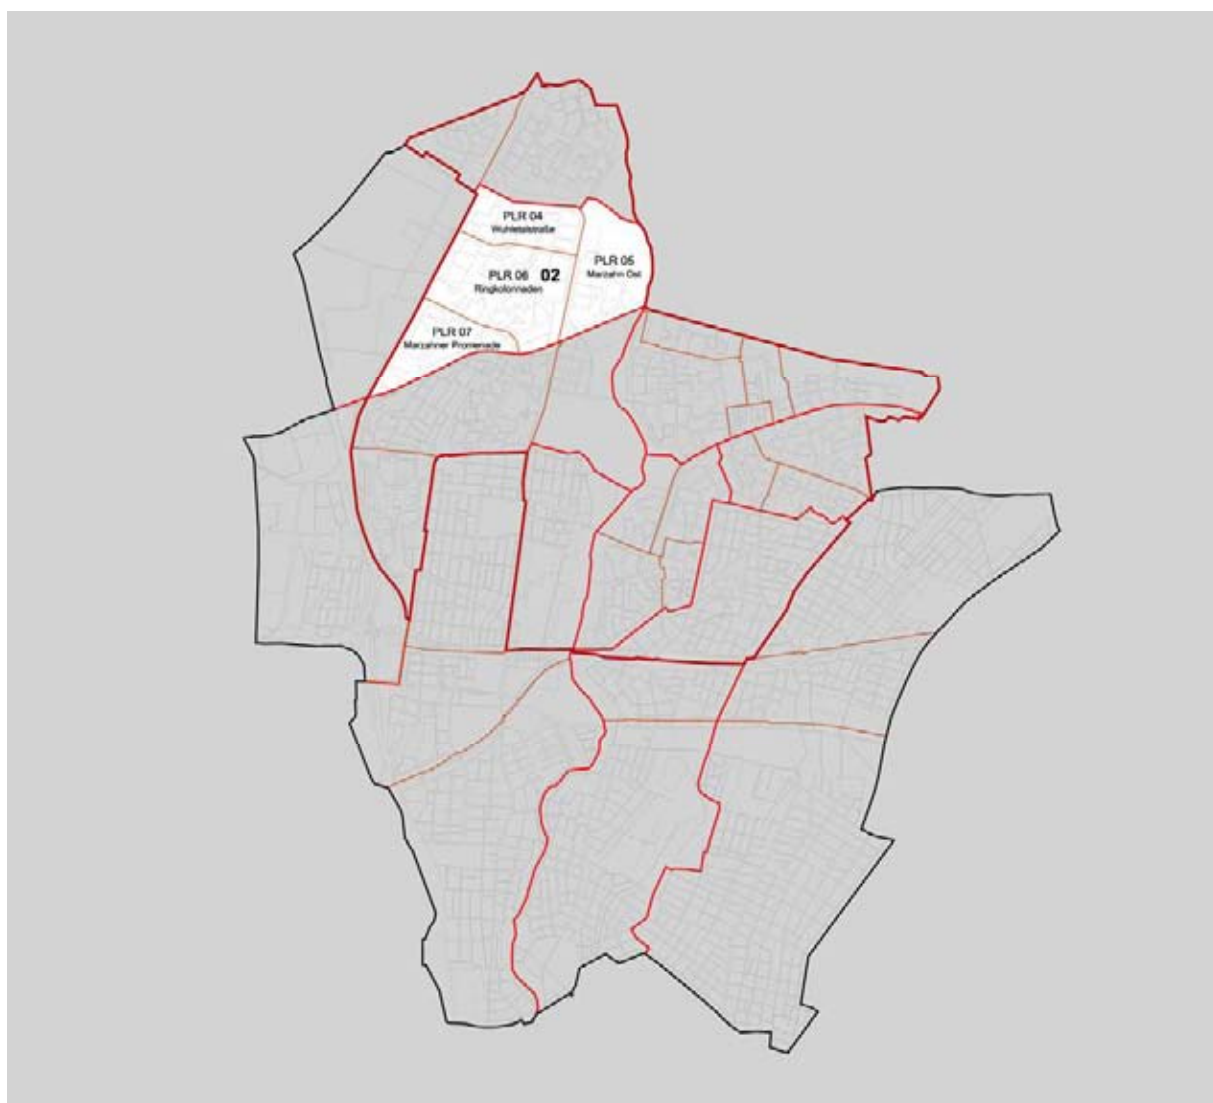 PLR 04
Wuhletalstraße
PLR 05
Marzahn Ost
PLR 06 02
Ringkolonnaden
PLR 07
Marzahner Promenade